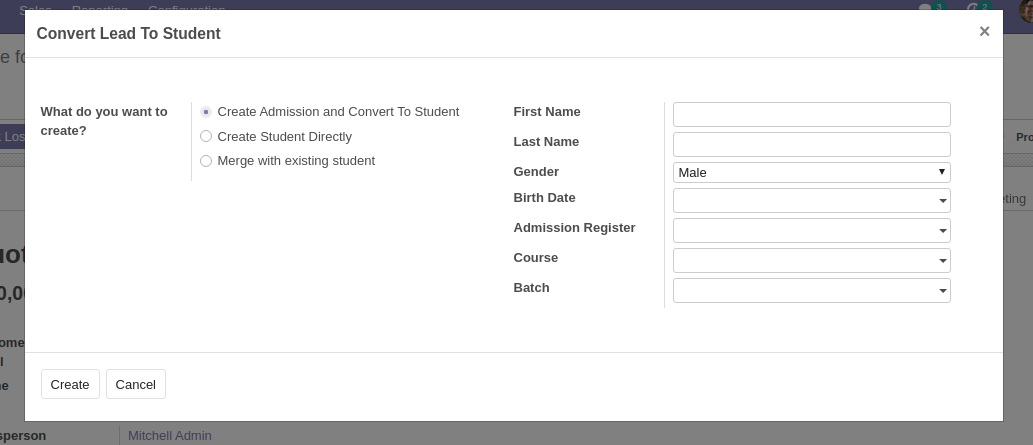 Sales Reporting Configuration
3 2
Convert Lead To Student
×
What do you want to
create?
Create Admission and Convert To Student
Create Student Directly
Merge with existing student
First Name
Last Name
Gender
Male
Birth Date
Admission Register
Course
Batch
Create
Cancel
Mitchell Admin